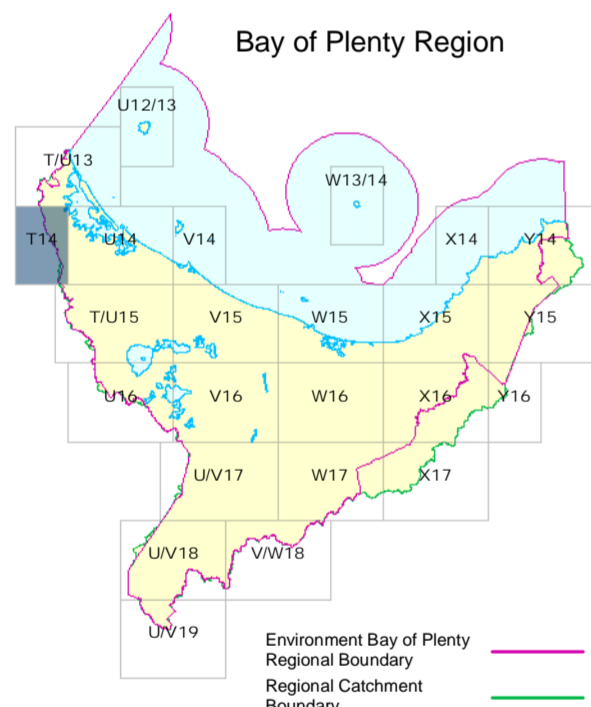 Bay of Plenty Region
U12/13
T/U13
W13/14
T14
U14
V14
X14
Y14
T/U15
V15
W15
X15
Y15
U16
V16
W16
X16
Y16
U/V17
W17
X17
U/V18
V/W18
U/V19
Environment Bay of Plenty
Regional Boundary
Regional Catchment
Boundary